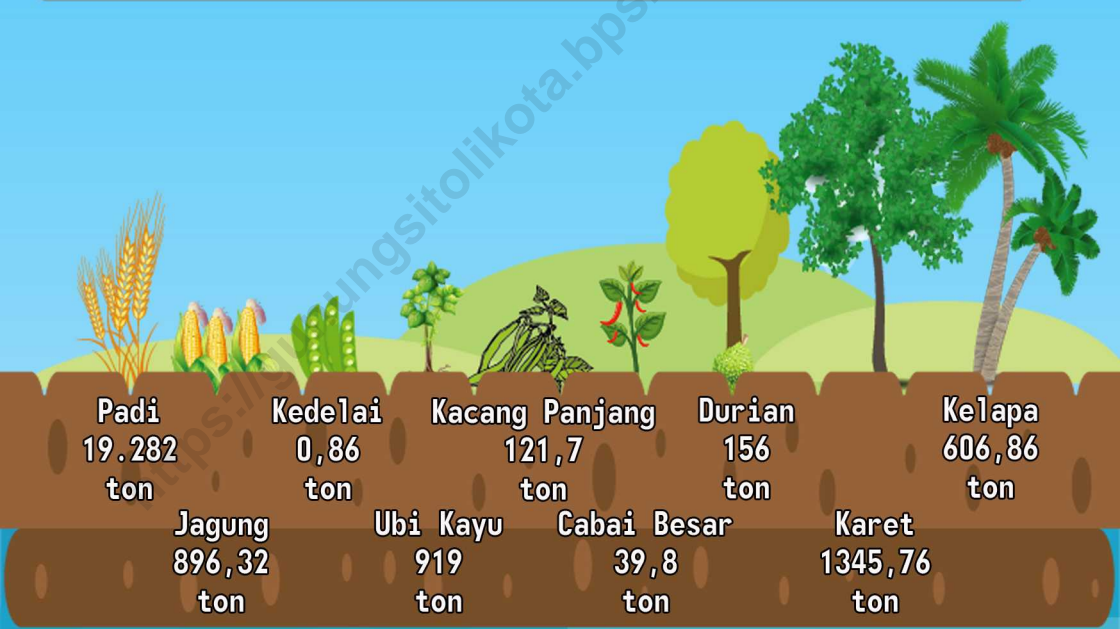 https://gunungsitolikota.bps.
Padi
19.282
ton
Kedelai
0,86
ton
Kacang Panjang
121,7
ton
Durian
156
ton
Kelapa
606,86
ton
Jagung
896,32
ton
Ubi Kayu
919
ton
Cabai Besar
39,8
ton
Karet
1345,76
ton